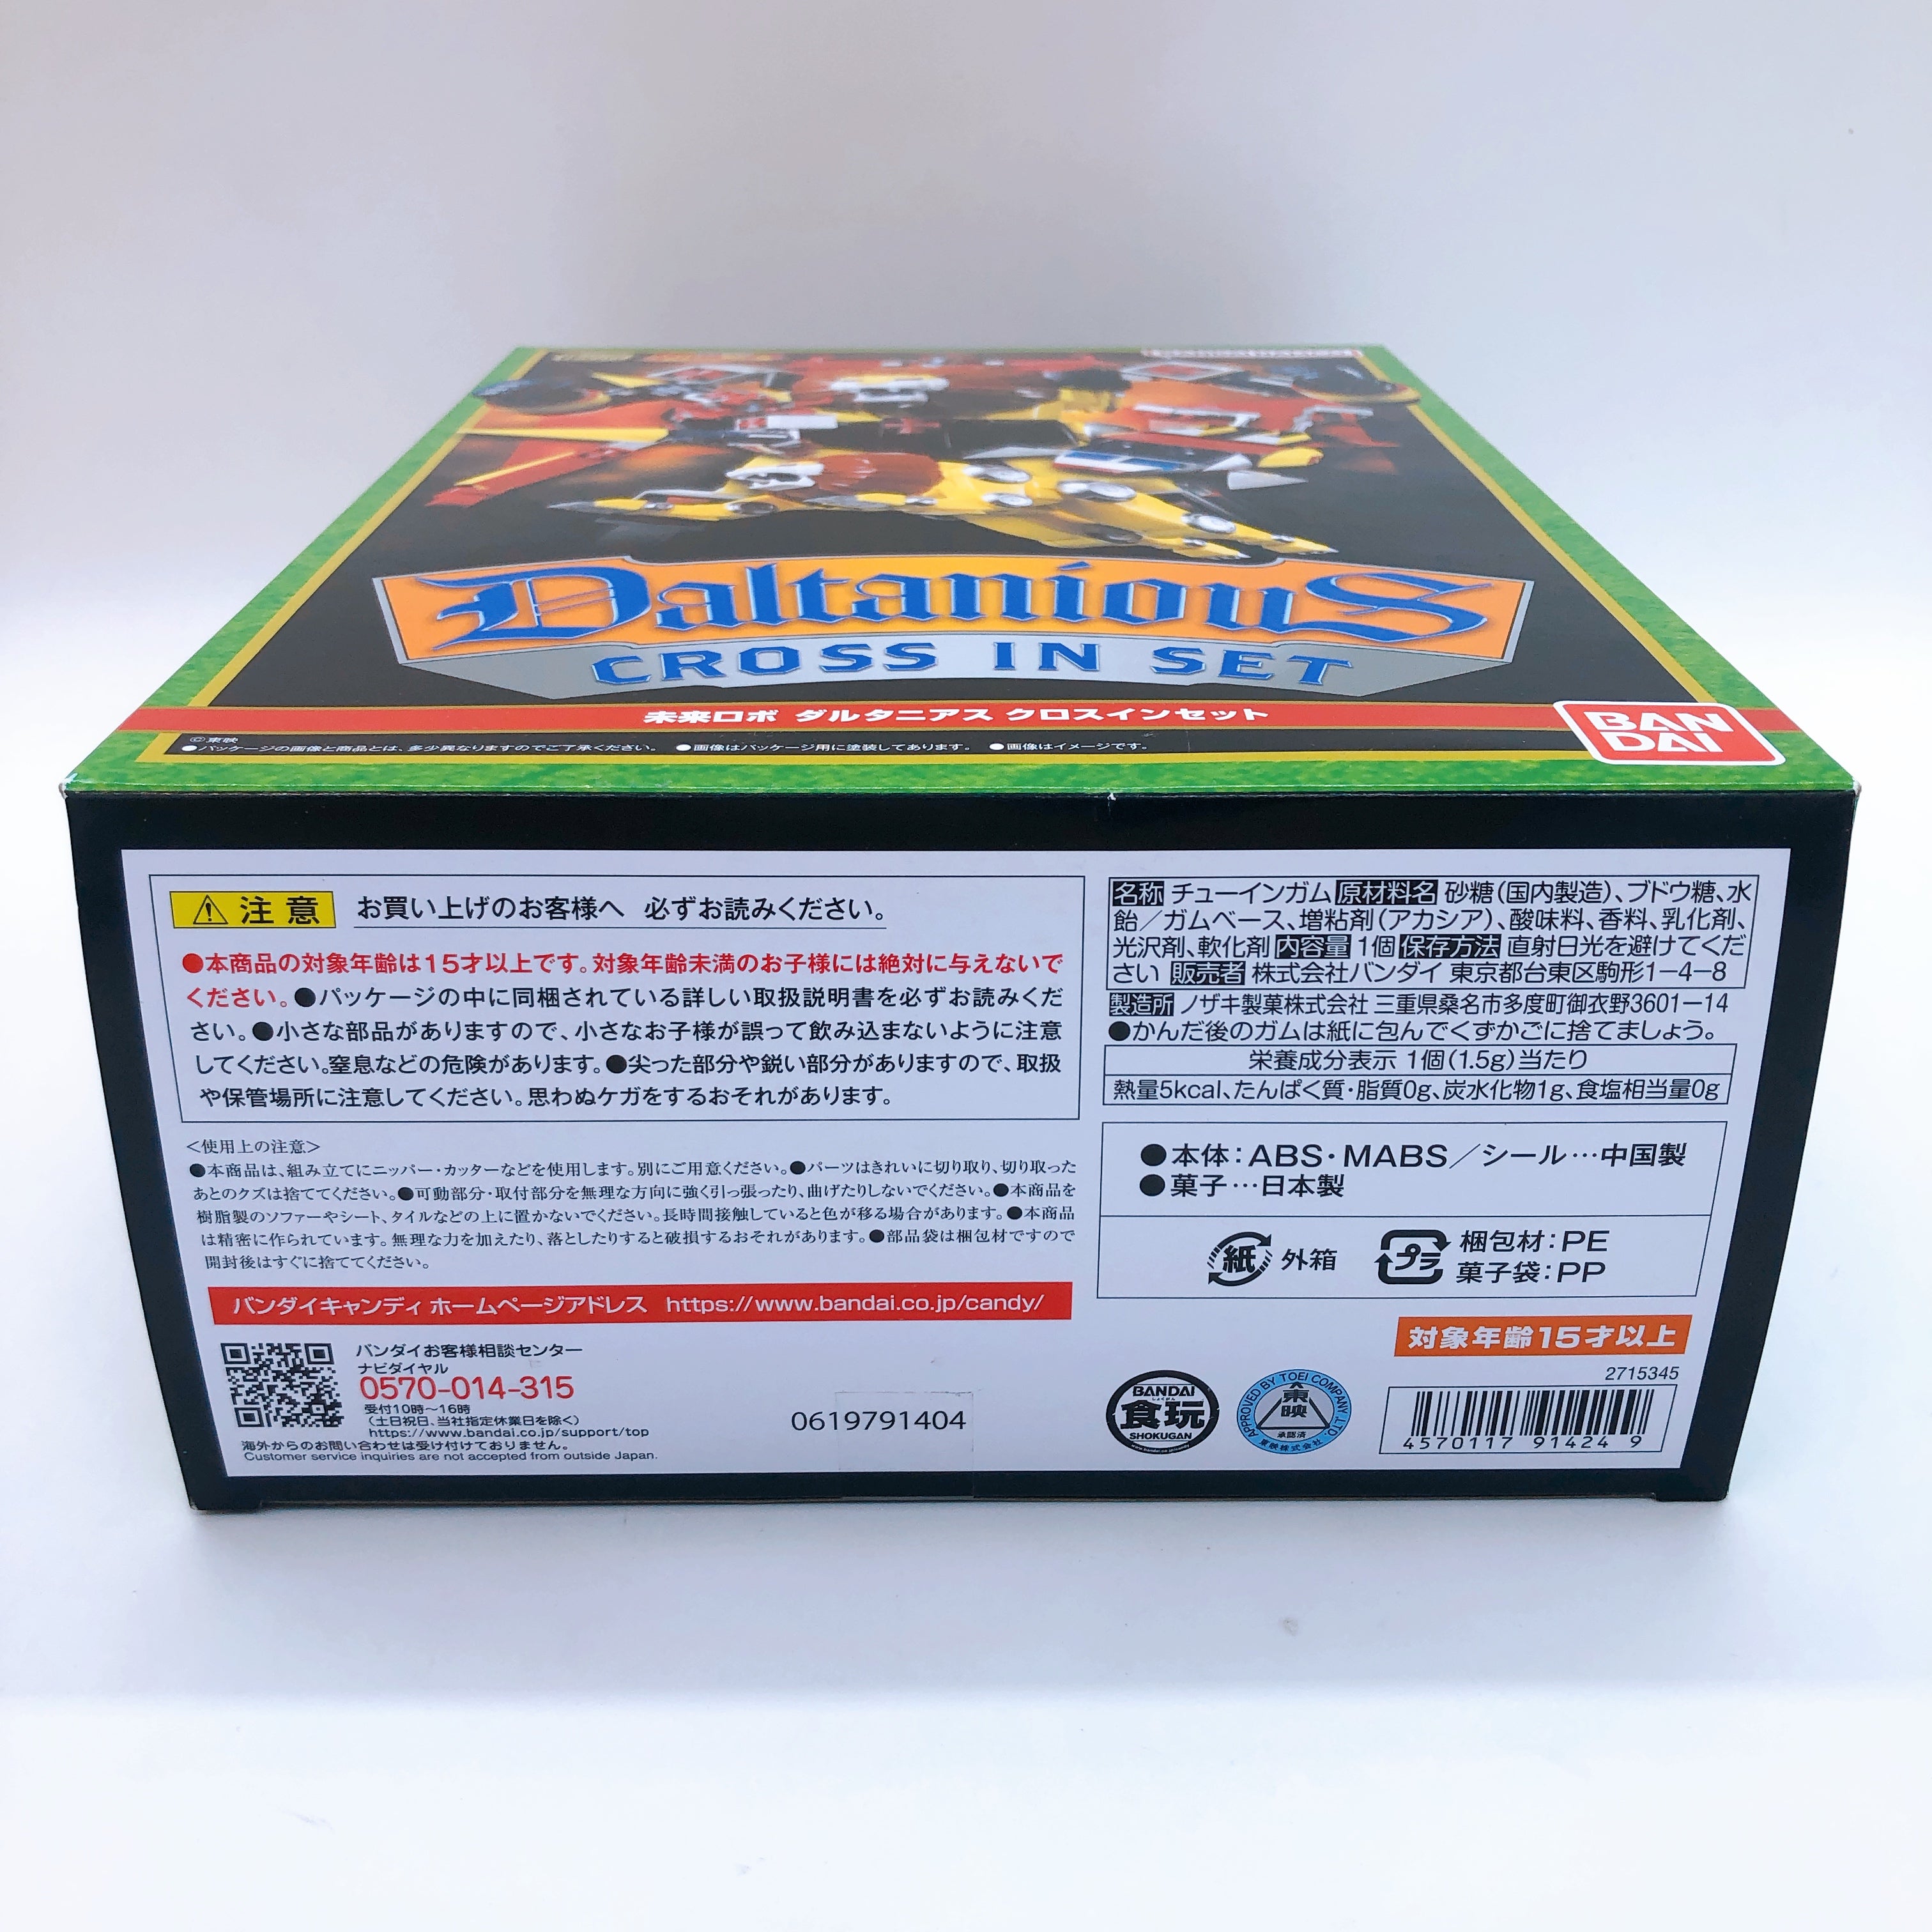 Daltanious
CROSS IN SET
未来ロボ ダルタニアス クロスインセット
BAN
DAI
©東映
●パッケージの画像と商品とは、多少異なりますのでご了承ください。 ●画像はパッケージ用に塗装してあります。 ●画像はイメージです。
注意 お買い上げのお客様へ 必ずお読みください。
●本商品の対象年齢は15才以上です。対象年齢未満のお子様には絶対に与えないで
ください。●パッケージの中に同梱されている詳しい取扱説明書を必ずお読みくだ
さい。●小さな部品がありますので、小さなお子様が誤って飲み込まないように注意
してください。窒息などの危険があります。●尖った部分や鋭い部分がありますので、取扱
や保管場所に注意してください。思わぬケガをするおそれがあります。
＜使用上の注意＞
●本商品は、組み立てにニッパー・カッターなどを使用します。別にご用意ください。●パーツはきれいに切り取り、切り取った
あとのクズは捨ててください。●可動部分・取付部分を無理な方向に強く引っ張ったり、曲げたりしないでください。●本商品を
樹脂製のソファーやシート、タイルなどの上に置かないでください。長時間接触していると色が移る場合があります。●本商品
は精密に作られています。無理な力を加えたり、落としたりすると破損するおそれがあります。●部品袋は梱包材ですので
開封後はすぐに捨ててください。
バンダイキャンディ ホームページアドレス https://www.bandai.co.jp/candy/
バンダイお客様相談センター
ナビダイヤル
0570-014-315
受付10時～16時
（土日祝日、当社指定休業日を除く）
https://www.bandai.co.jp/support/top
海外からのお問い合わせは受け付けておりません。
Customer service inquiries are not accepted from outside Japan.
0619791404
名称 チューインガム 原材料名 砂糖（国内製造）、ブドウ糖、水
飴／ガムベース、増粘剤（アカシア）、酸味料、香料、乳化剤、
光沢剤、軟化剤 内容量 1個 保存方法 直射日光を避けてくだ
さい 販売者 株式会社バンダイ 東京都台東区駒形1－4－8
製造所 ノザキ製菓株式会社 三重県桑名市多度町御衣野3601－14
●かんだ後のガムは紙に包んでくずかごに捨てましょう。
栄養成分表示 1個（1.5g）当たり
熱量5kcal、たんぱく質・脂質0g、炭水化物1g、食塩相当量0g
●本体：ABS・MABS／シール…中国製
●菓子…日本製
紙 外箱
プラ 梱包材：PE
菓子袋：PP
対象年齢15才以上
2715345
BANDAI
しょくがん
食玩
SHOKUGAN
APPROVED BY TOEI COMPANY, LTD.
東映
承認済
東映株式会社
4570117 91424 9